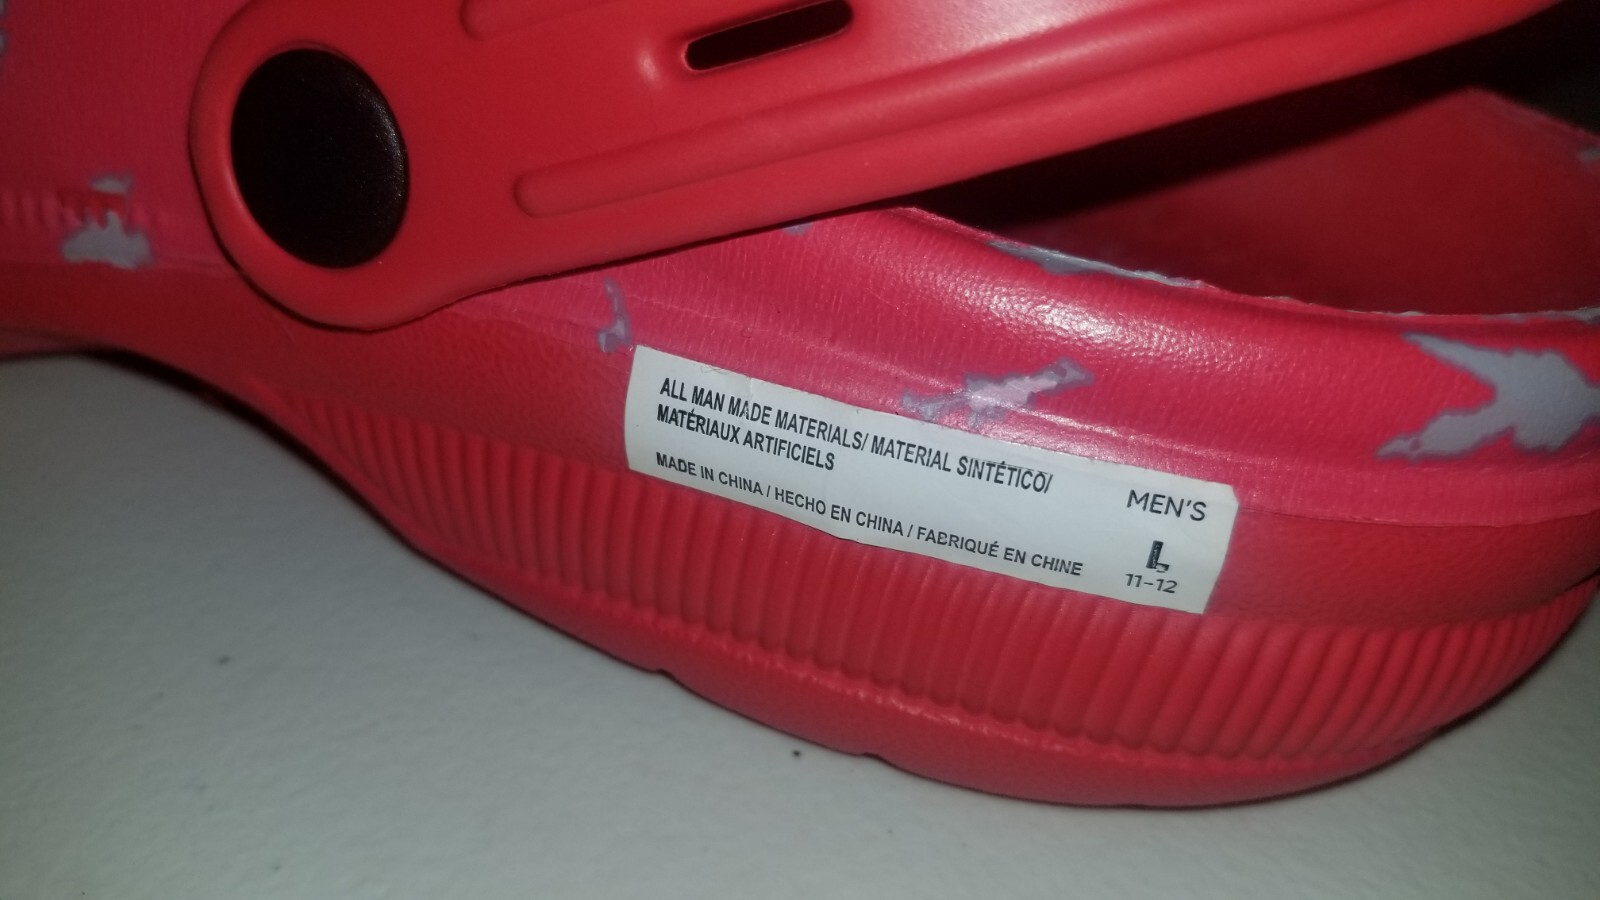 ALL MAN MADE MATERIALS/ MATERIAL SINTÉTICO/
MATÉRIAUX ARTIFICIELS
MADE IN CHINA / HECHO EN CHINA / FABRIQUÉ EN CHINE
MEN'S
L
11-12